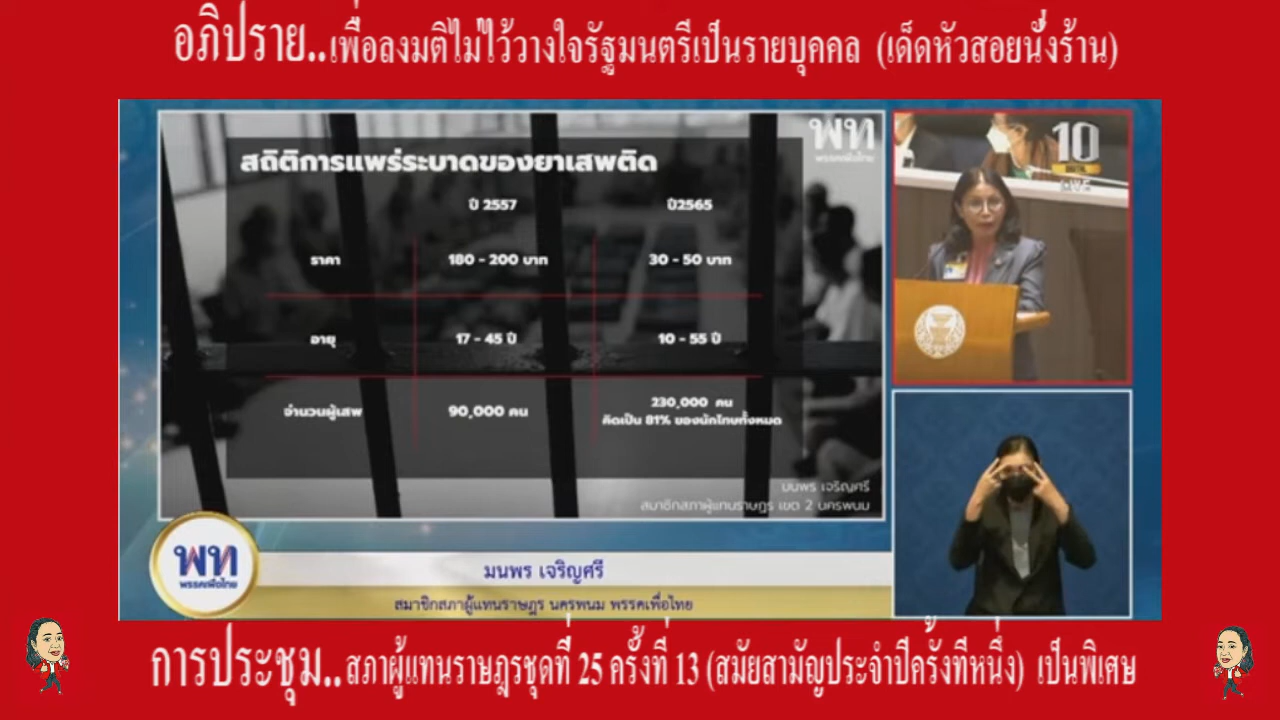 อภิปราย..เพื่อลงมติไม่ไว้วางใจรัฐมนตรีเป็นรายบุคคล (เด็ดหัวสอยนั่งร้าน)
พท
พรรคเพื่อไทย
สถิติการแพร่ระบาดของยาเสพติด
ปี 2557 ปี2565
ราคา 180 - 200 บาท 30 - 50 บาท
อายุ 17 - 45 ปี 10 - 55 ปี
จำนวนผู้เสพ 90,000 คน 230,000 คน
คิดเป็น 81% ของนักโทษทั้งหมด
มนพร เจริญศรี
สมาชิกสภาผู้แทนราษฎร เขต 2 นครพนม
10
LIVE
พท
พรรคเพื่อไทย
มนพร เจริญศรี
สมาชิกสภาผู้แทนราษฎร นครพนม พรรคเพื่อไทย
การประชุม..สภาผู้แทนราษฎรชุดที่ 25 ครั้งที่ 13 (สมัยสามัญประจำปีครั้งที่หนึ่ง) เป็นพิเศษ